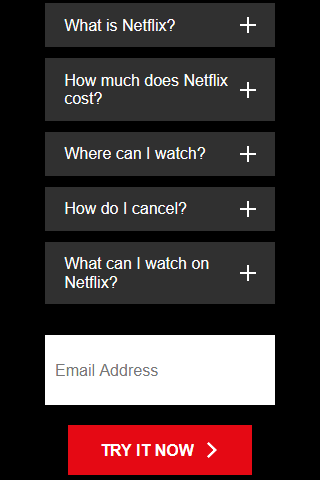 What is Netflix?
How much does Netflix
cost?
Where can I watch?
How do I cancel?
What can I watch on
Netflix?
Email Address
TRY IT NOW